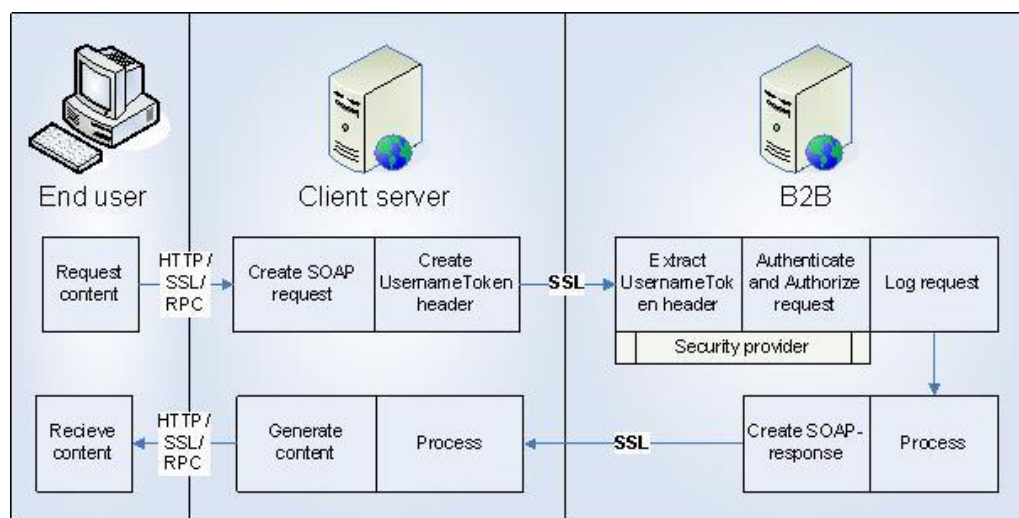 End user
Client server
B2B
Request
content
HTTP /
SSL/
RPC
Create SOAP
request
Create
UsernameToken
header
SSL
Extract
UsernameTok
en header
Authenticate
and Authorize
request
Log request
Security provider
Recieve
content
HTTP /
SSL/
RPC
Generate
content
Process
SSL
Create SOAP-
response
Process